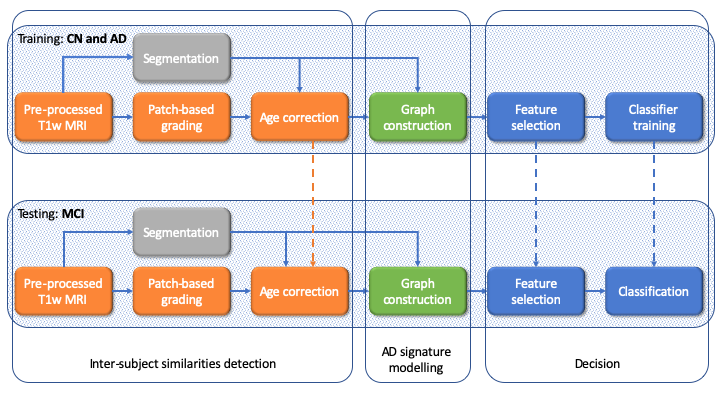 Training: CN and AD
Segmentation
Pre-processed
T1w MRI
Patch-based
grading
Age correction
Graph
construction
Feature
selection
Classifier
training
Testing: MCI
Segmentation
Pre-processed
T1w MRI
Patch-based
grading
Age correction
Graph
construction
Feature
selection
Classification
Inter-subject similarities detection
AD signature
modelling
Decision